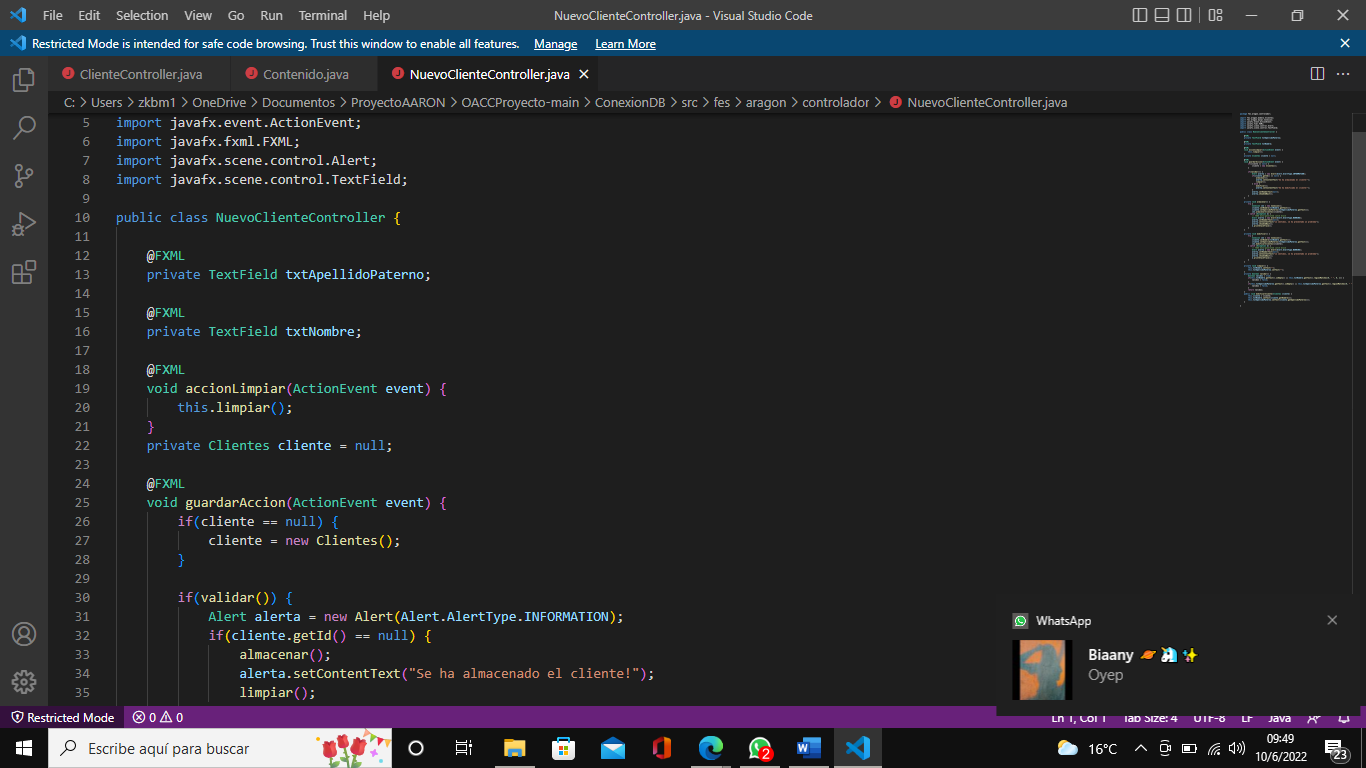 File Edit Selection View Go Run Terminal Help
NuevoClienteController.java - Visual Studio Code
Restricted Mode is intended for safe code browsing. Trust this window to enable all features. Manage Learn More
ClienteController.java Contenido.java NuevoClienteController.java
C: > Users > zkbm1 > OneDrive > Documentos > ProyectoAARON > OACCProyecto-main > ConexionDB > src > fes > aragon > controlador > NuevoClienteController.java
5 import javafx.event.ActionEvent;
6 import javafx.fxml.FXML;
7 import javafx.scene.control.Alert;
8 import javafx.scene.control.TextField;
9
10 public class NuevoClienteController {
11
12 @FXML
13 private TextField txtApellidoPaterno;
14
15 @FXML
16 private TextField txtNombre;
17
18 @FXML
19 void accionLimpiar(ActionEvent event) {
20 this.limpiar();
21 }
22 private Clientes cliente = null;
23
24 @FXML
25 void guardarAccion(ActionEvent event) {
26 if(cliente == null) {
27 cliente = new Clientes();
28 }
29
30 if(validar()) {
31 Alert alerta = new Alert(Alert.AlertType.INFORMATION);
32 if(cliente.getId() == null) {
33 almacenar();
34 alerta.setContentText("Se ha almacenado el cliente!");
35 limpiar();
WhatsApp
Biaany
Oyep
Restricted Mode 0 0
Ln 1, Col 1 Tab Size: 4 UTF-8 LF Java
Escribe aquí para buscar
2
16°C
09:49
10/6/2022
23